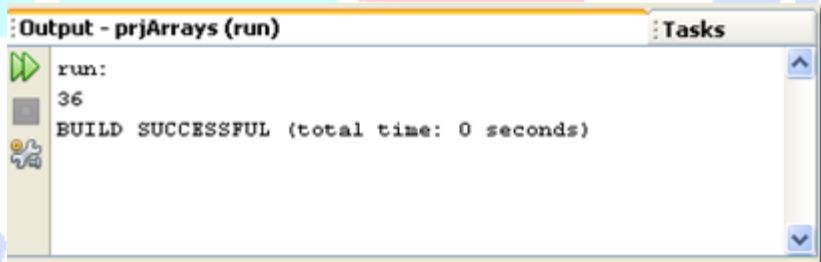 Output - prjArrays (run)
Tasks
run:
36
BUILD SUCCESSFUL (total time: 0 seconds)